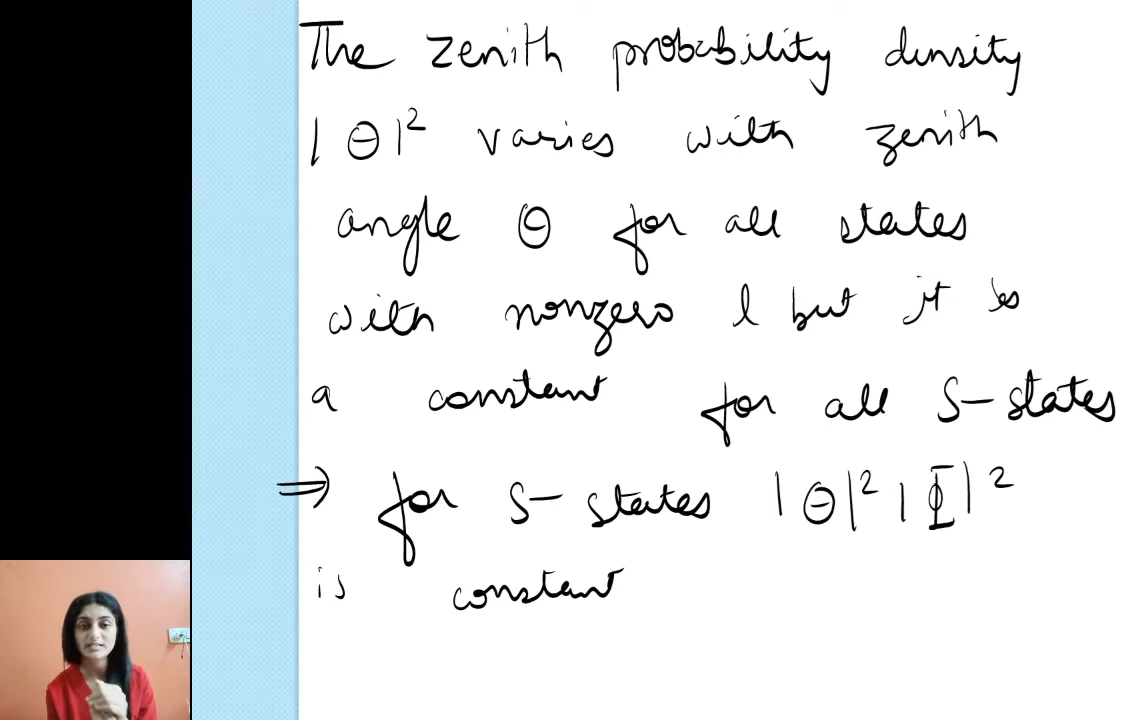 The zenith probability density
|Θ|² varies with zenith
angle θ for all states
with nonzero l but it is
a constant for all S-states
⇒ for S-states |Θ|² |Φ|²
is constant